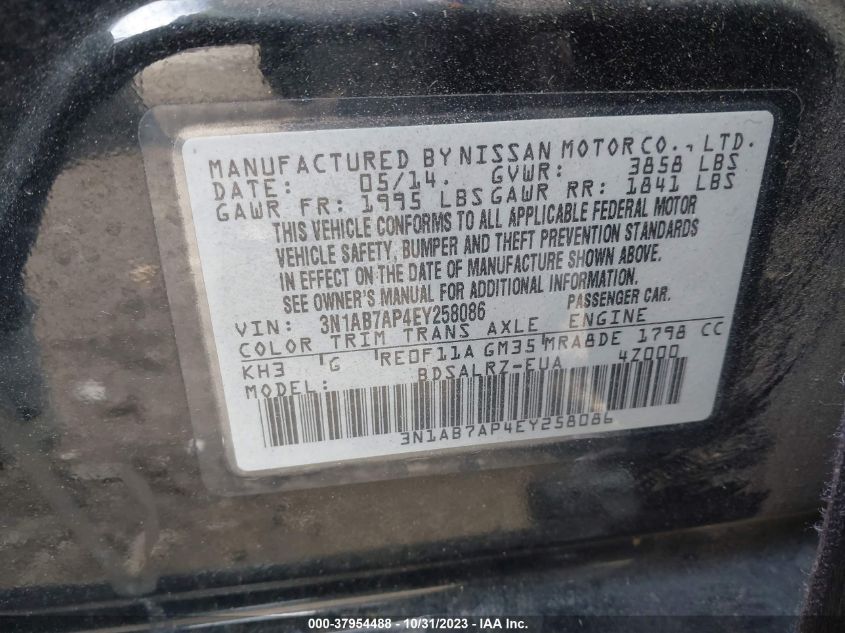 MANUFACTURED BY NISSAN MOTOR CO., LTD.
DATE: 05/14. GVWR: 3858 LBS
GAWR FR: 1995 LBS GAWR RR: 1841 LBS
THIS VEHICLE CONFORMS TO ALL APPLICABLE FEDERAL MOTOR
VEHICLE SAFETY, BUMPER AND THEFT PREVENTION STANDARDS
IN EFFECT ON THE DATE OF MANUFACTURE SHOWN ABOVE.
SEE OWNER'S MANUAL FOR ADDITIONAL INFORMATION.
VIN: 3N1AB7AP4EY258086 PASSENGER CAR.
COLOR TRIM TRANS AXLE ENGINE
KH3 G RE0F11A GM35 MRA8DE 1798 CC
MODEL: BDSALRZ-EUA 4Z000
3N1AB7AP4EY258086
000-37954488 - 10/31/2023 - IAA Inc.